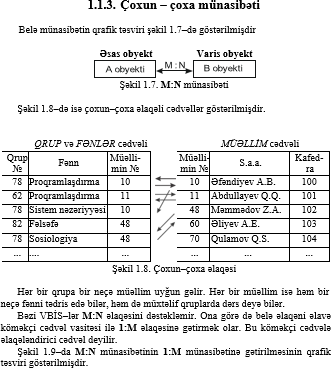 1.1.3. Çoxun – çoxa münasibəti
Belə münasibətin qrafik təsviri şəkil 1.7–də göstərilmişdir
Əsas obyekt Varis obyekt
A obyekti M : N B obyekti
Şəkil 1.7. M:N münasibəti
Şəkil 1.8–də isə çoxun–çoxa əlaqəli cədvəllər göstərilmişdir.
QRUP və FƏNLƏR cədvəli MÜƏLLİM cədvəli
Qrup № Fənn Müəlli-min № Müəlli-min № S.a.a. Kafed-ra
78 Proqramlaşdırma 10 10 Əfəndiyev A.B. 100
62 Proqramlaşdırma 11 11 Abdullayev Q.Q. 101
78 Sistem nəzəriyyəsi 10 48 Məmmədov Z.A. 102
82 Fəlsəfə 48 60 Əliyev A.B. 103
78 Sosiologiya 48 70 Qulamov Q.S. 104
... .... ... ... ... ...
Şəkil 1.8. Çoxun–çoxa əlaqəsi
Hər bir qrupa bir neçə müəllim uyğun gəlir. Hər bir müəllim isə həm bir
neçə fənni tədris edə bilər, həm də müxtəlif qruplarda dərs deyə bilər.
Bəzi VBİS–lər M:N əlaqəsini dəstəkləmir. Ona görə də belə əlaqəni əlavə
köməkçi cədvəl vasitəsi ilə 1:M əlaqəsinə gətirmək olar. Bu köməkçi cədvələ
əlaqələndirici cədvəl deyilir.
Şəkil 1.9–da M:N münasibətinin 1:M münasibətinə gətirilməsinin qrafik
təsviri göstərilmişdir.